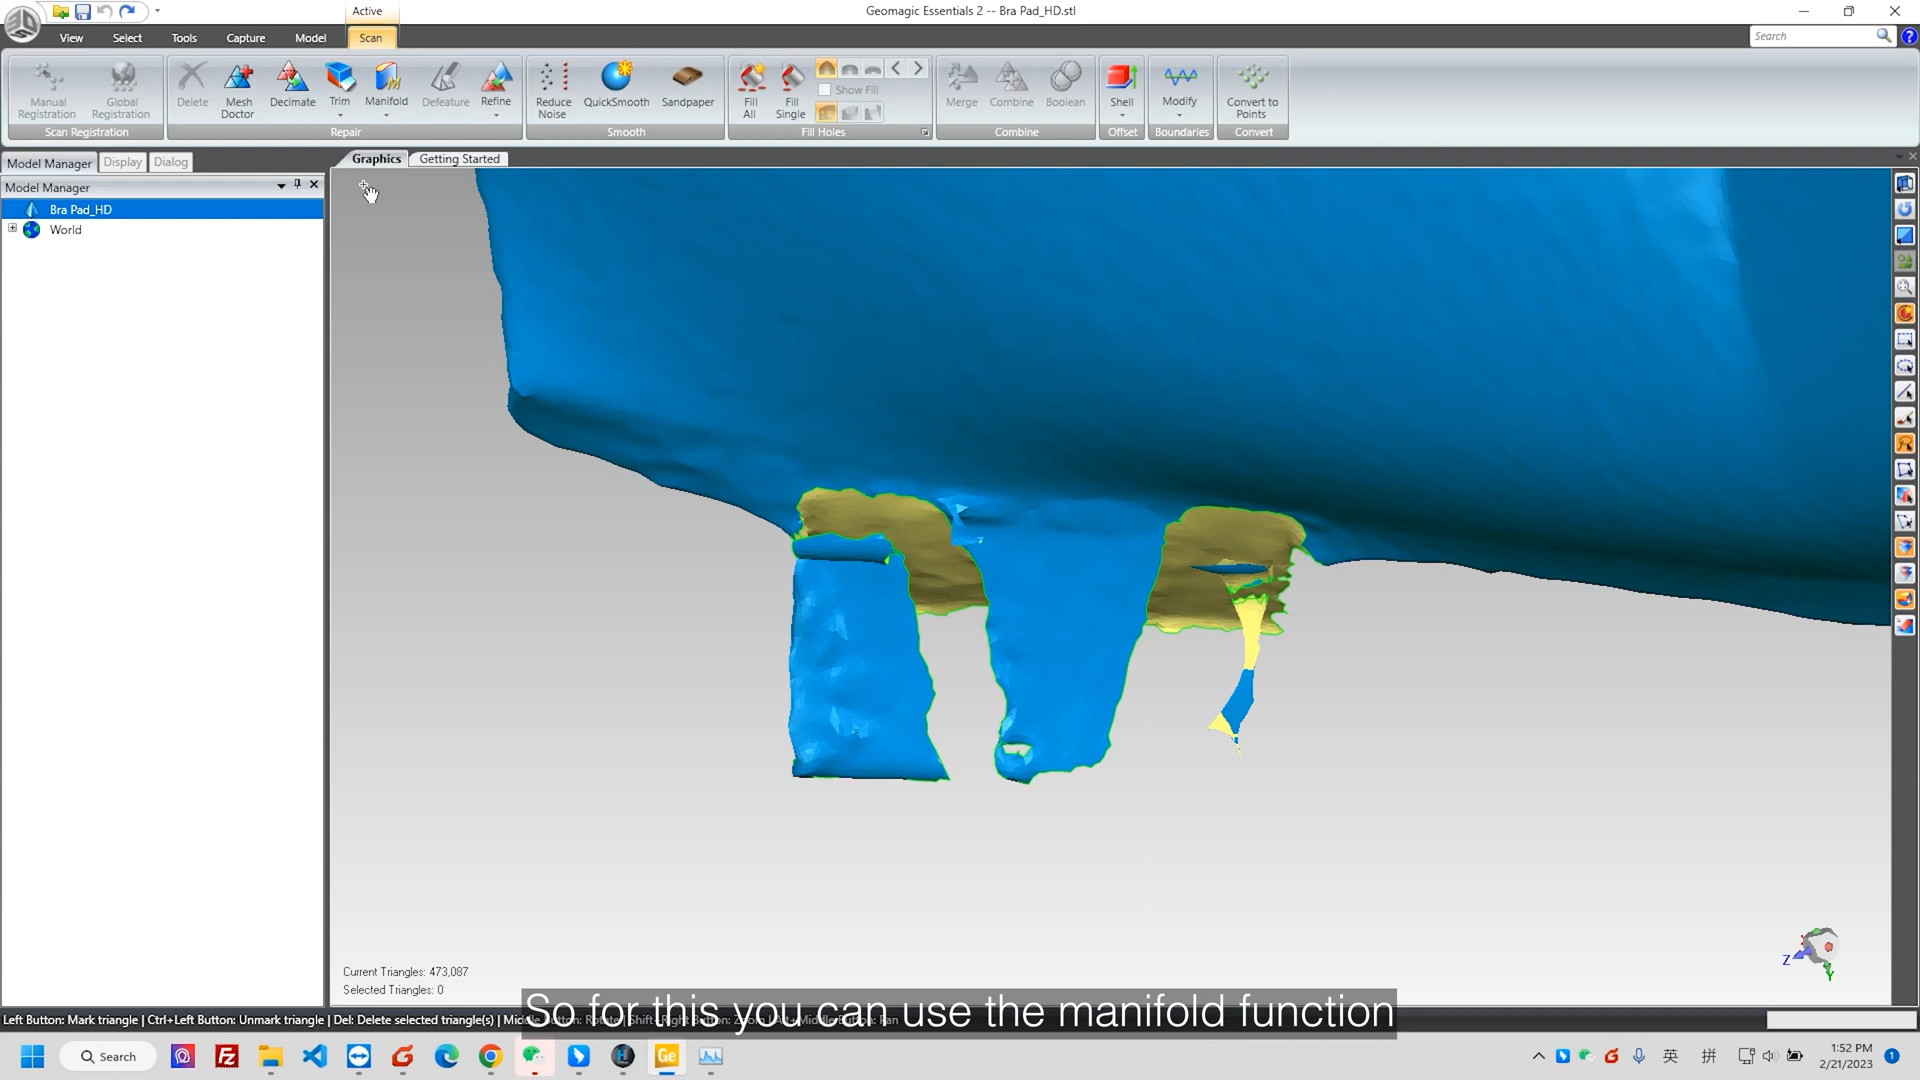 Active
Geomagic Essentials 2 -- Bra Pad_HD.stl
View Select Tools Capture Model Scan
Search
Manual Registration
Global Registration
Scan Registration
Delete
Mesh Doctor
Decimate
Trim
Manifold
Defeature
Refine
Repair
Reduce Noise
QuickSmooth
Sandpaper
Smooth
Fill All
Fill Single
Show Fill
Fill Holes
Merge
Combine
Boolean
Combine
Shell
Offset
Modify
Boundaries
Convert to Points
Convert
Model Manager Display Dialog
Graphics Getting Started
Model Manager
Bra Pad_HD
World
Z
Y
Current Triangles: 473,087
Selected Triangles: 0
So for this you can use the manifold function
Left Button: Mark triangle | Ctrl+Left Button: Unmark triangle | Del: Delete selected triangle(s) |
Search
英
拼
1:52 PM
2/21/2023
1